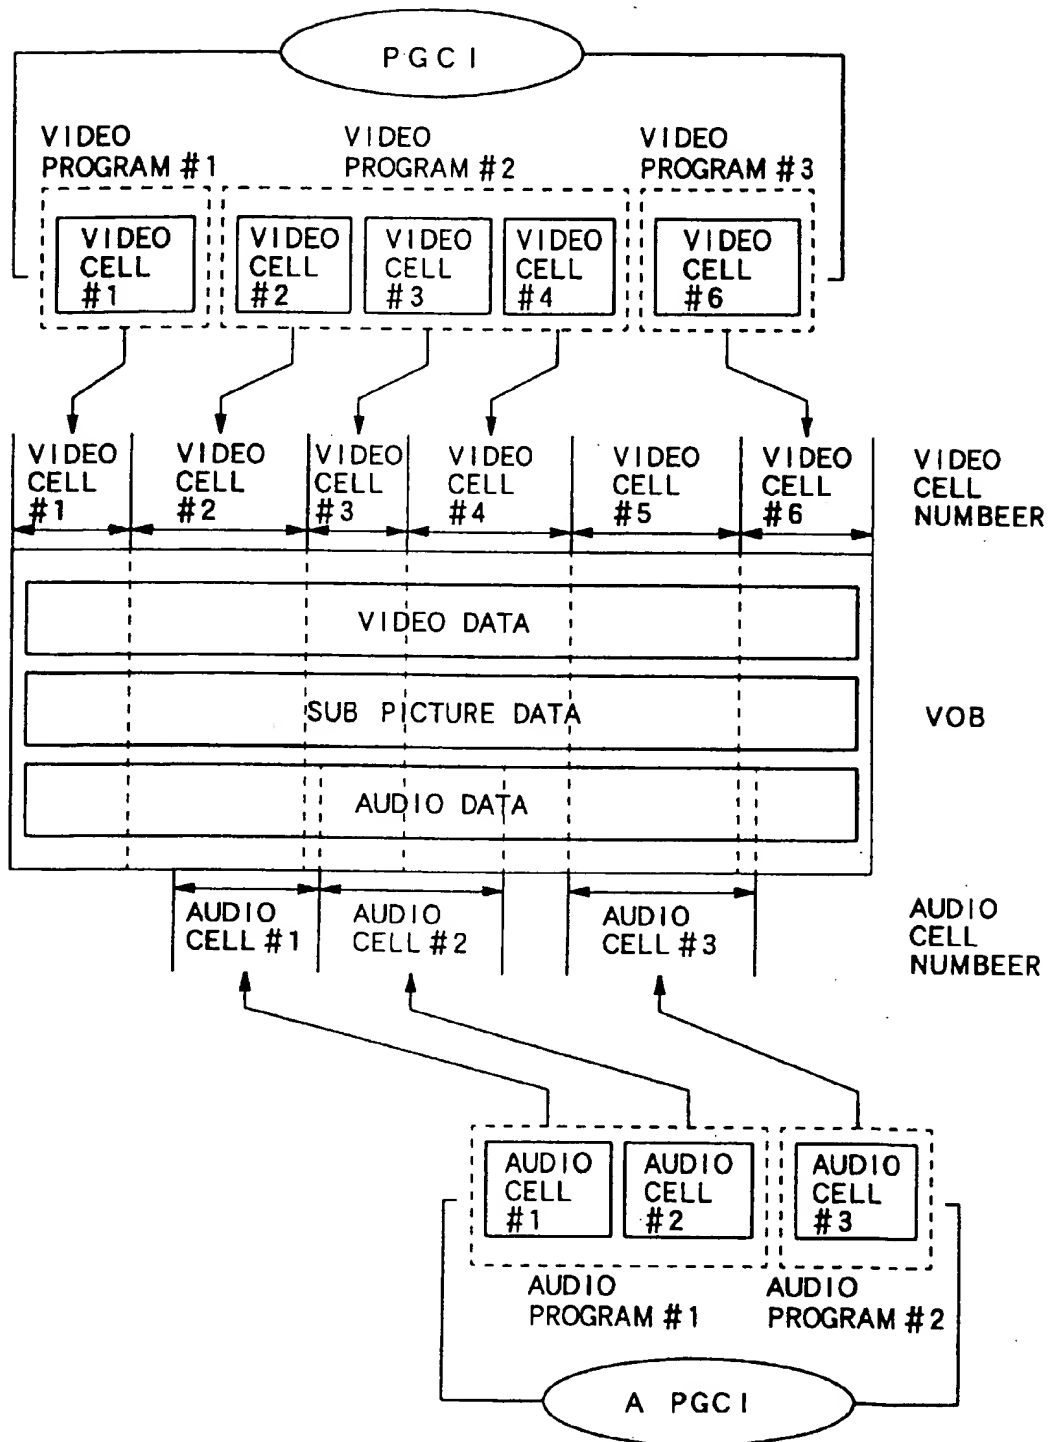 PGCI
VIDEO
PROGRAM #1
VIDEO
PROGRAM #2
VIDEO
PROGRAM #3
VIDEO
CELL
#1
VIDEO
CELL
#2
VIDEO
CELL
#3
VIDEO
CELL
#4
VIDEO
CELL
#6
VIDEO
CELL
#1
VIDEO
CELL
#2
VIDEO
CELL
#3
VIDEO
CELL
#4
VIDEO
CELL
#5
VIDEO
CELL
#6
VIDEO
CELL
NUMBEER
VIDEO DATA
SUB PICTURE DATA
VOB
AUDIO DATA
AUDIO
CELL #1
AUDIO
CELL #2
AUDIO
CELL #3
AUDIO
CELL
NUMBEER
AUDIO
CELL
#1
AUDIO
CELL
#2
AUDIO
CELL
#3
AUDIO
PROGRAM #1
AUDIO
PROGRAM #2
A PGCI